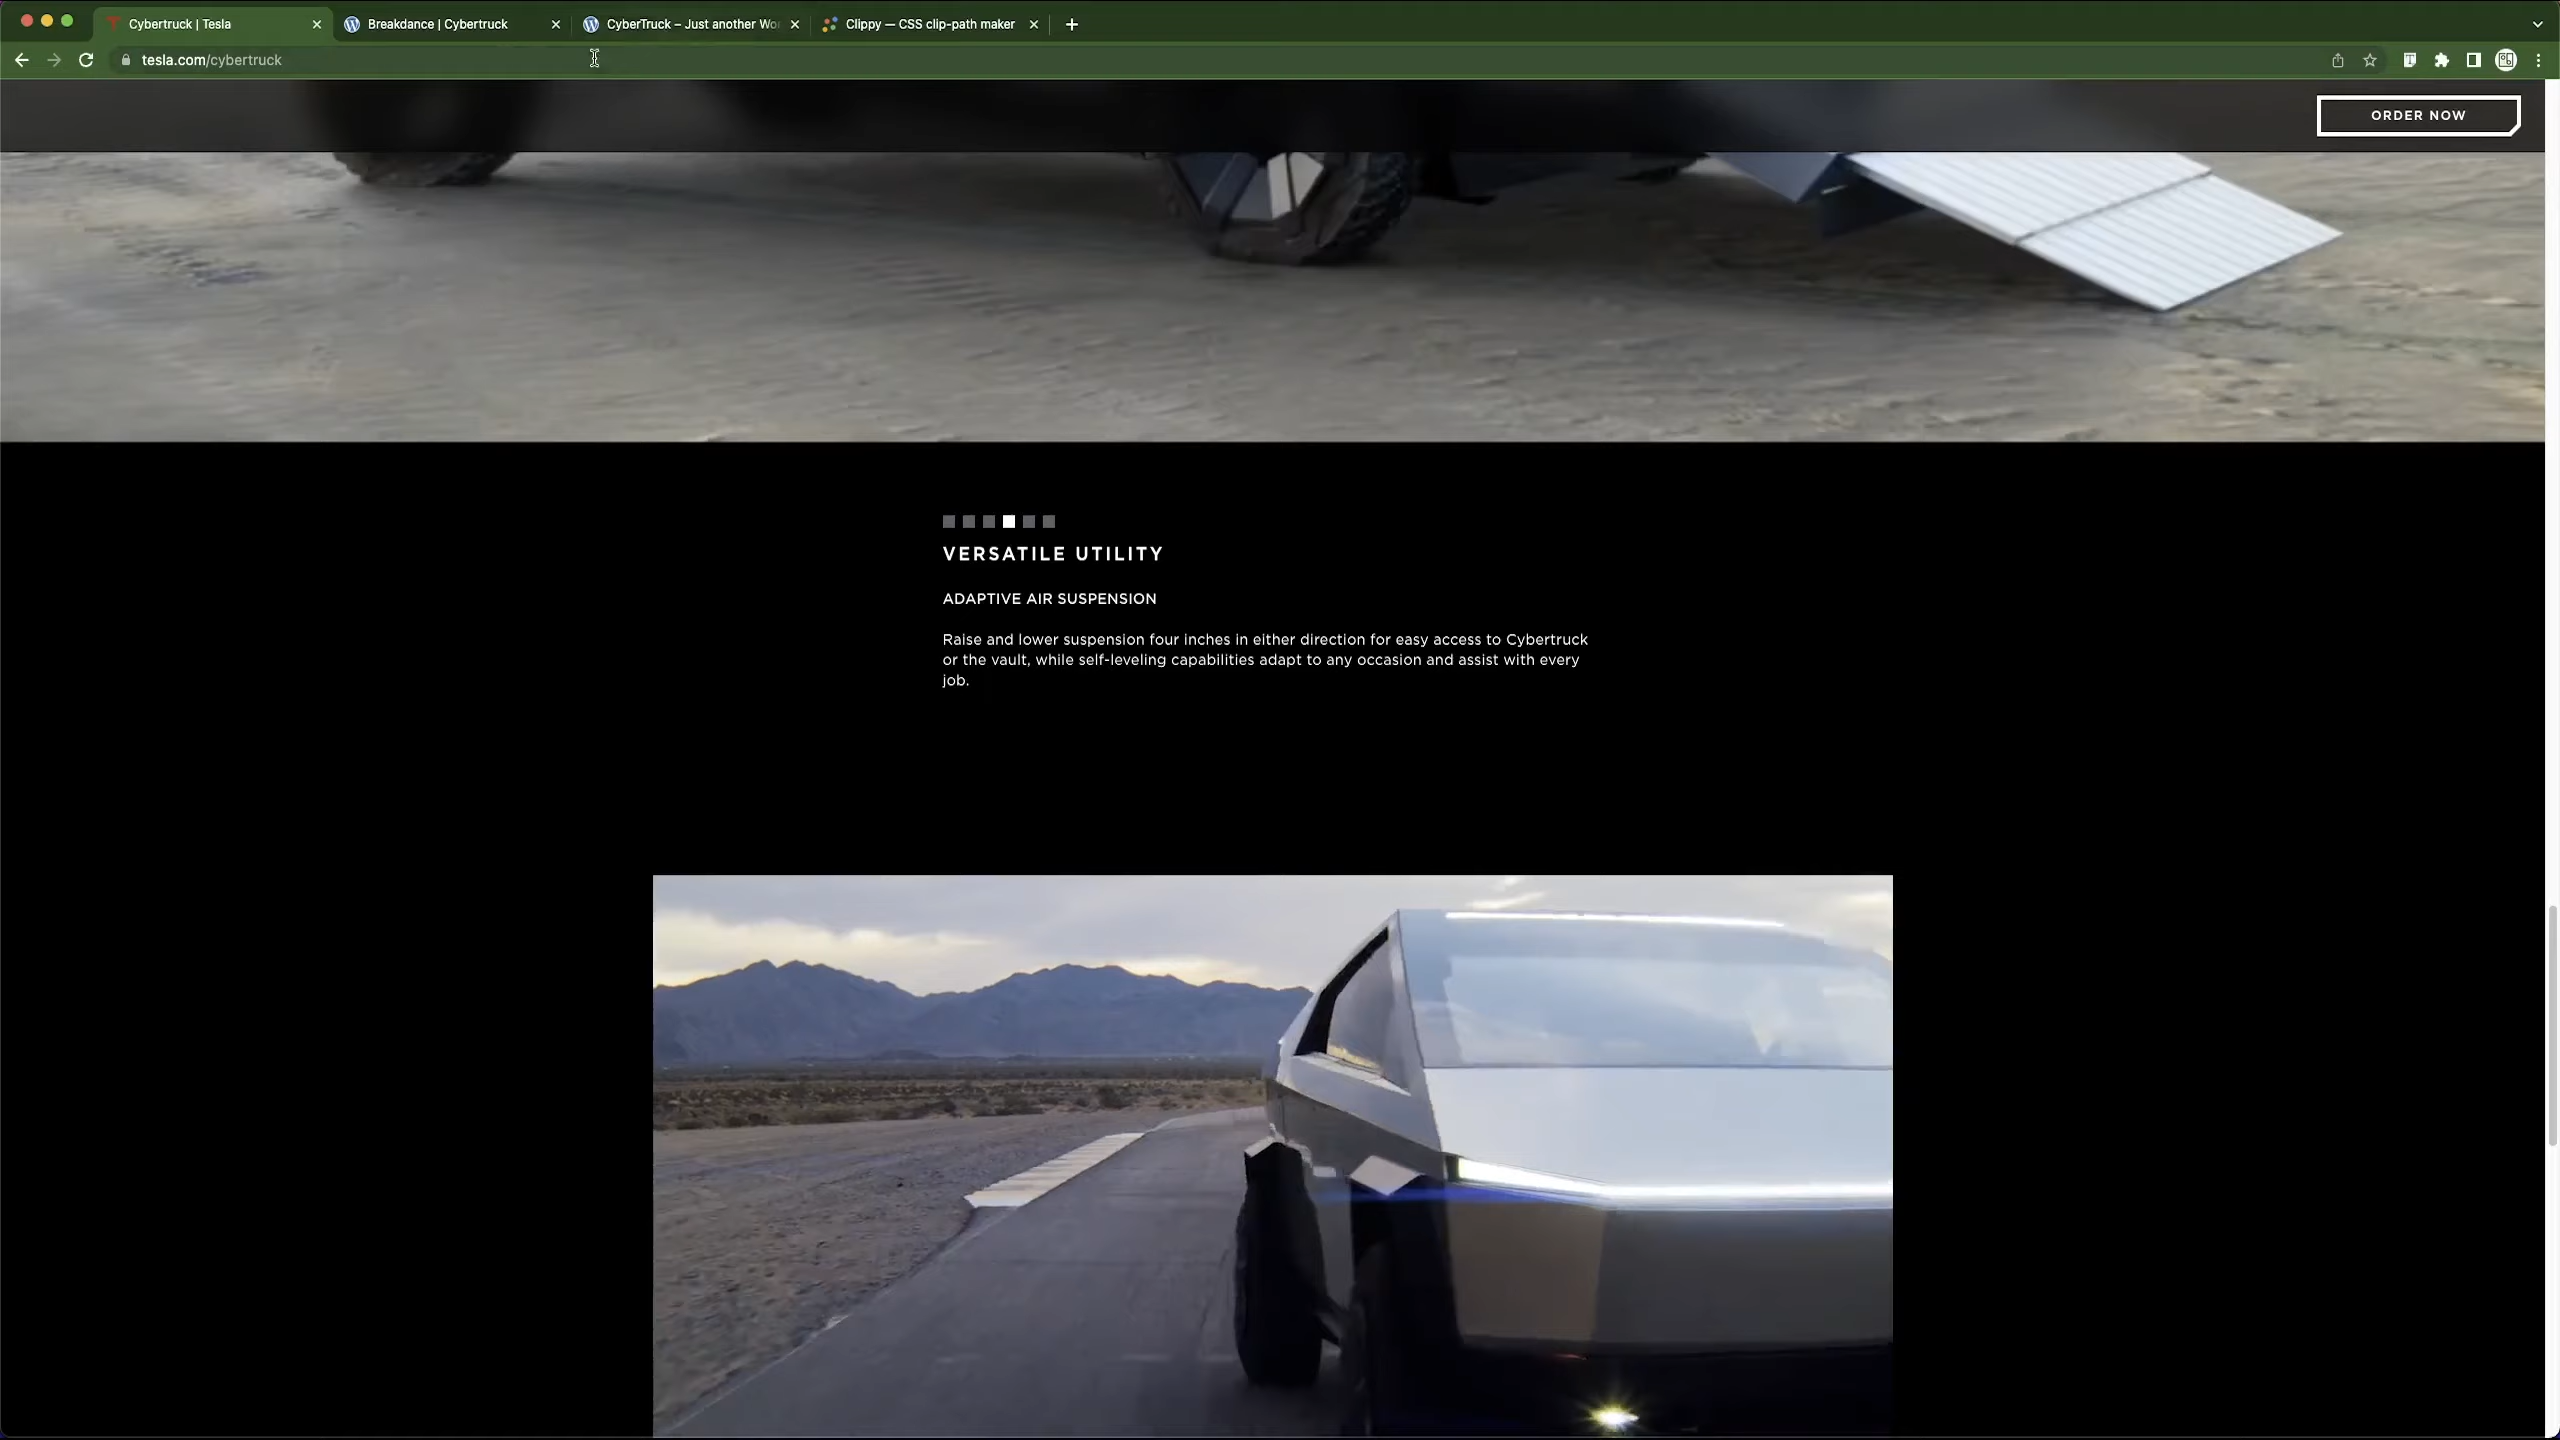 Cybertruck | Tesla
Breakdance | Cybertruck
CyberTruck – Just another Wo
Clippy — CSS clip-path maker
tesla.com/cybertruck
ORDER NOW
VERSATILE UTILITY
ADAPTIVE AIR SUSPENSION
Raise and lower suspension four inches in either direction for easy access to Cybertruck
or the vault, while self-leveling capabilities adapt to any occasion and assist with every
job.